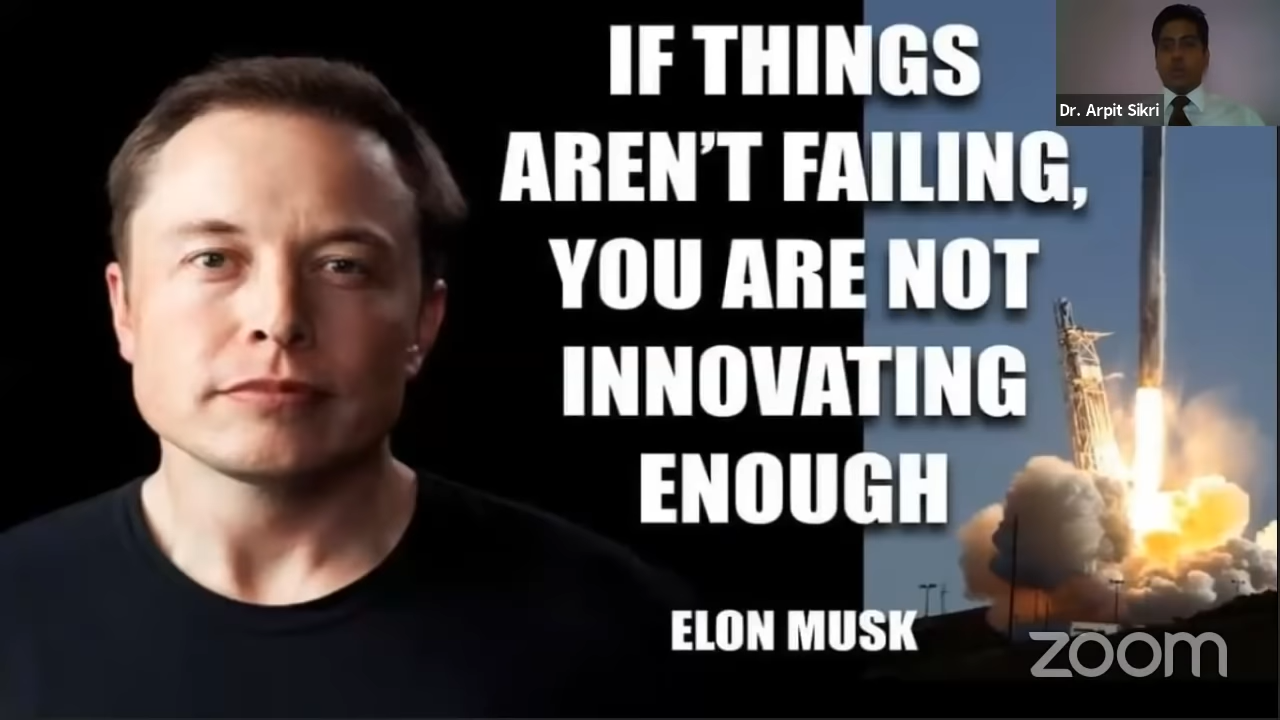 IF THINGS
AREN'T FAILING,
YOU ARE NOT
INNOVATING
ENOUGH
ELON MUSK
Dr. Arpit Sikri
zoom